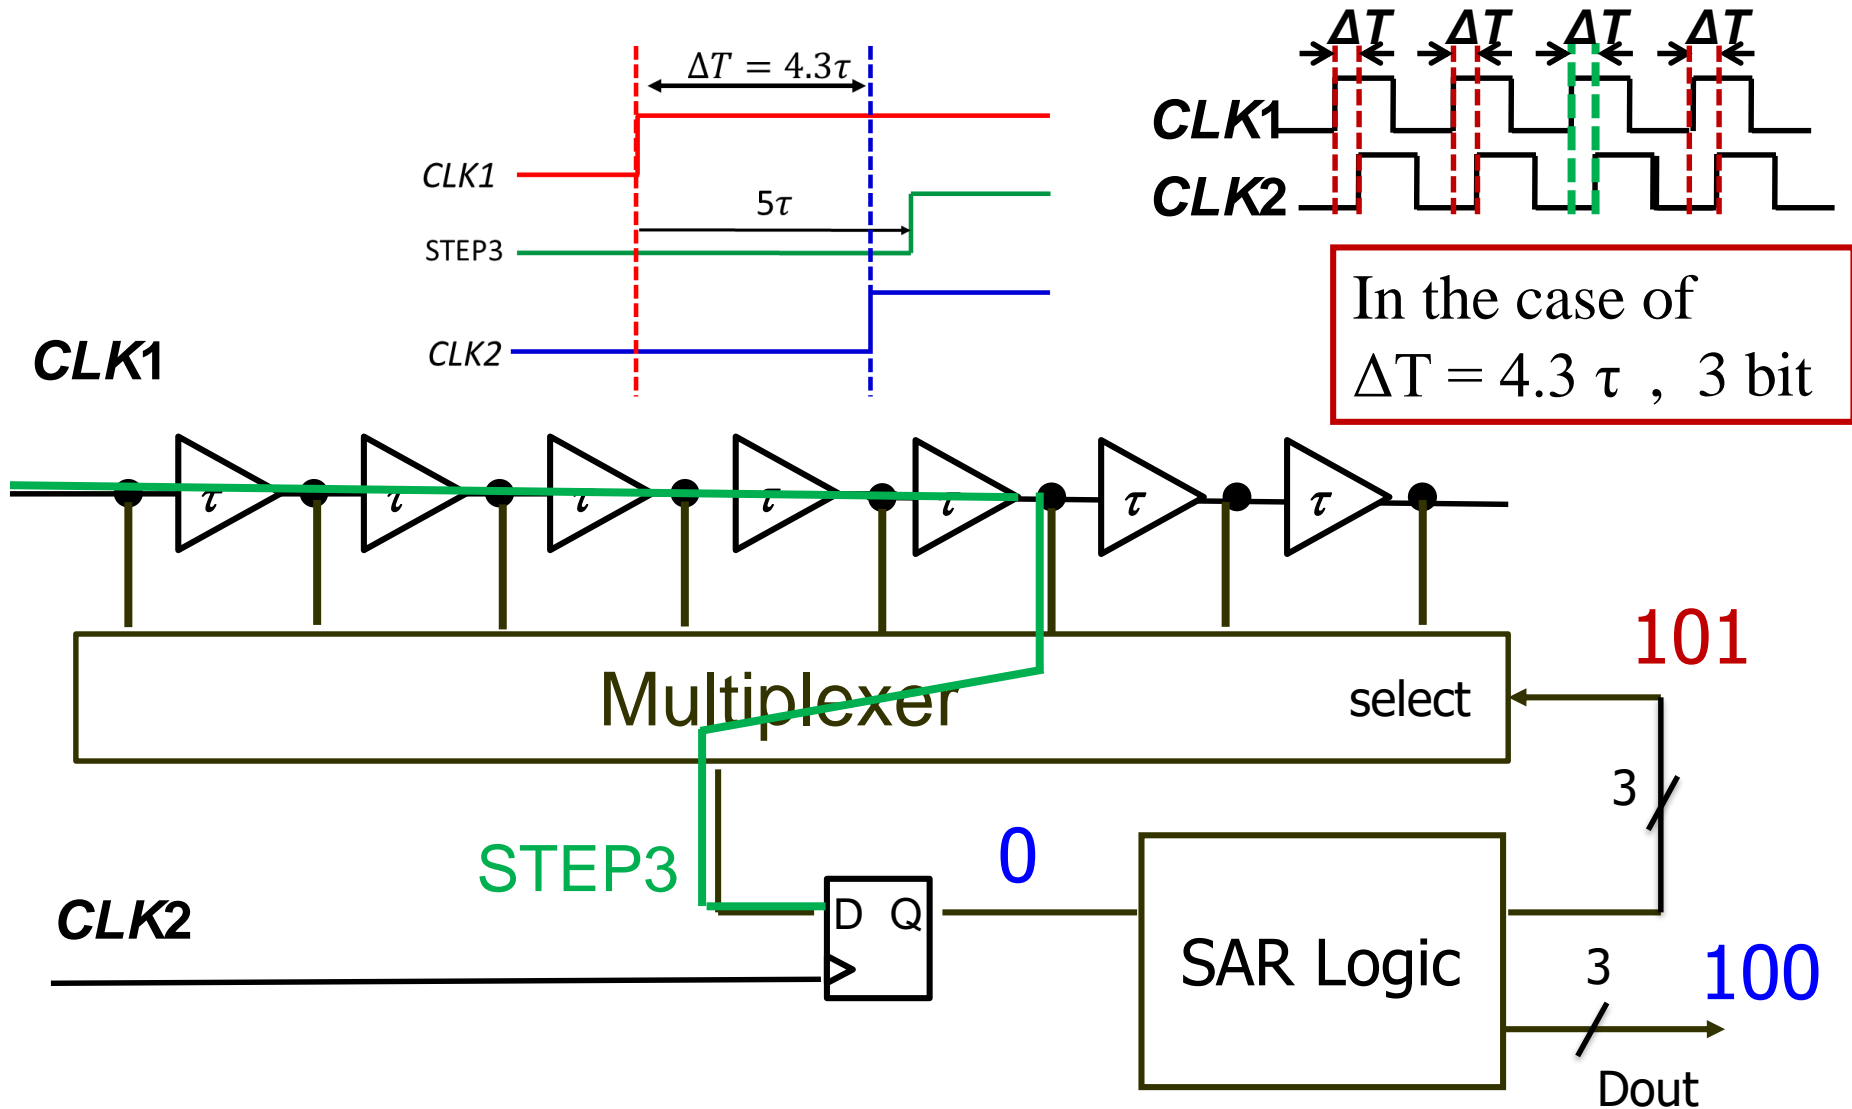 ΔT = 4.3τ
CLK1
5τ
STEP3
CLK2
ΔT ΔT ΔT ΔT
CLK1
CLK2
In the case of
ΔT = 4.3 τ , 3 bit
CLK1
τ τ τ τ τ τ τ
101
Multiplexer
select
3
STEP3
0
D Q
CLK2
SAR Logic
3
100
Dout